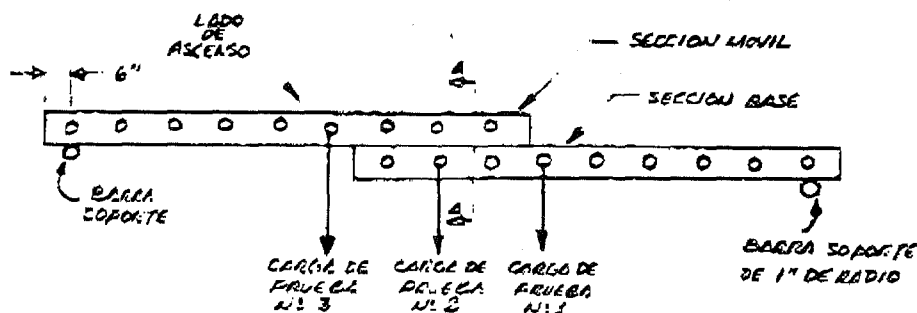 LADO
DE
ASCENSO
6"
A
SECCION MOVIL
SECCION BASE
BARRA
SOPORTE
A
CARGA DE
PRUEBA
Nº 3
CARGA DE
PRUEBA
Nº 2
CARGA DE
PRUEBA
Nº 1
BARRA SOPORTE
DE 1" DE RADIO